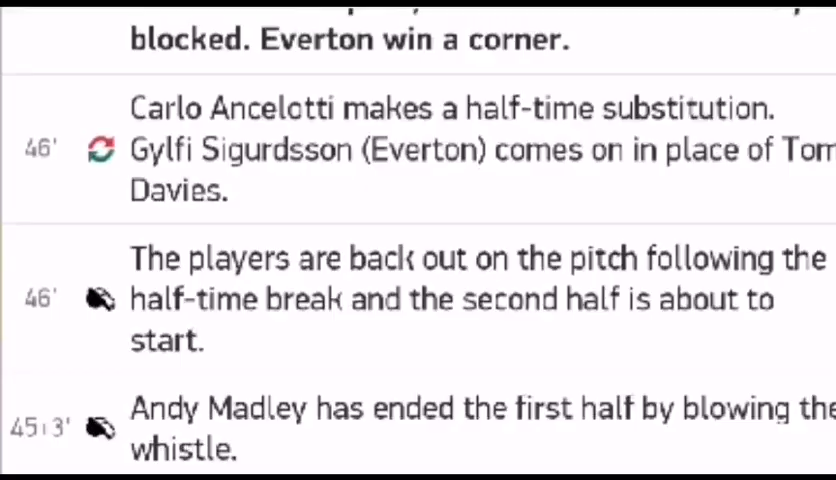 blocked. Everton win a corner.
Carlo Ancelotti makes a half-time substitution.
46'
Gylfi Sigurdsson (Everton) comes on in place of Tom
Davies.
The players are back out on the pitch following the
46'
half-time break and the second half is about to
start.
Andy Madley has ended the first half by blowing the
45+3'
whistle.